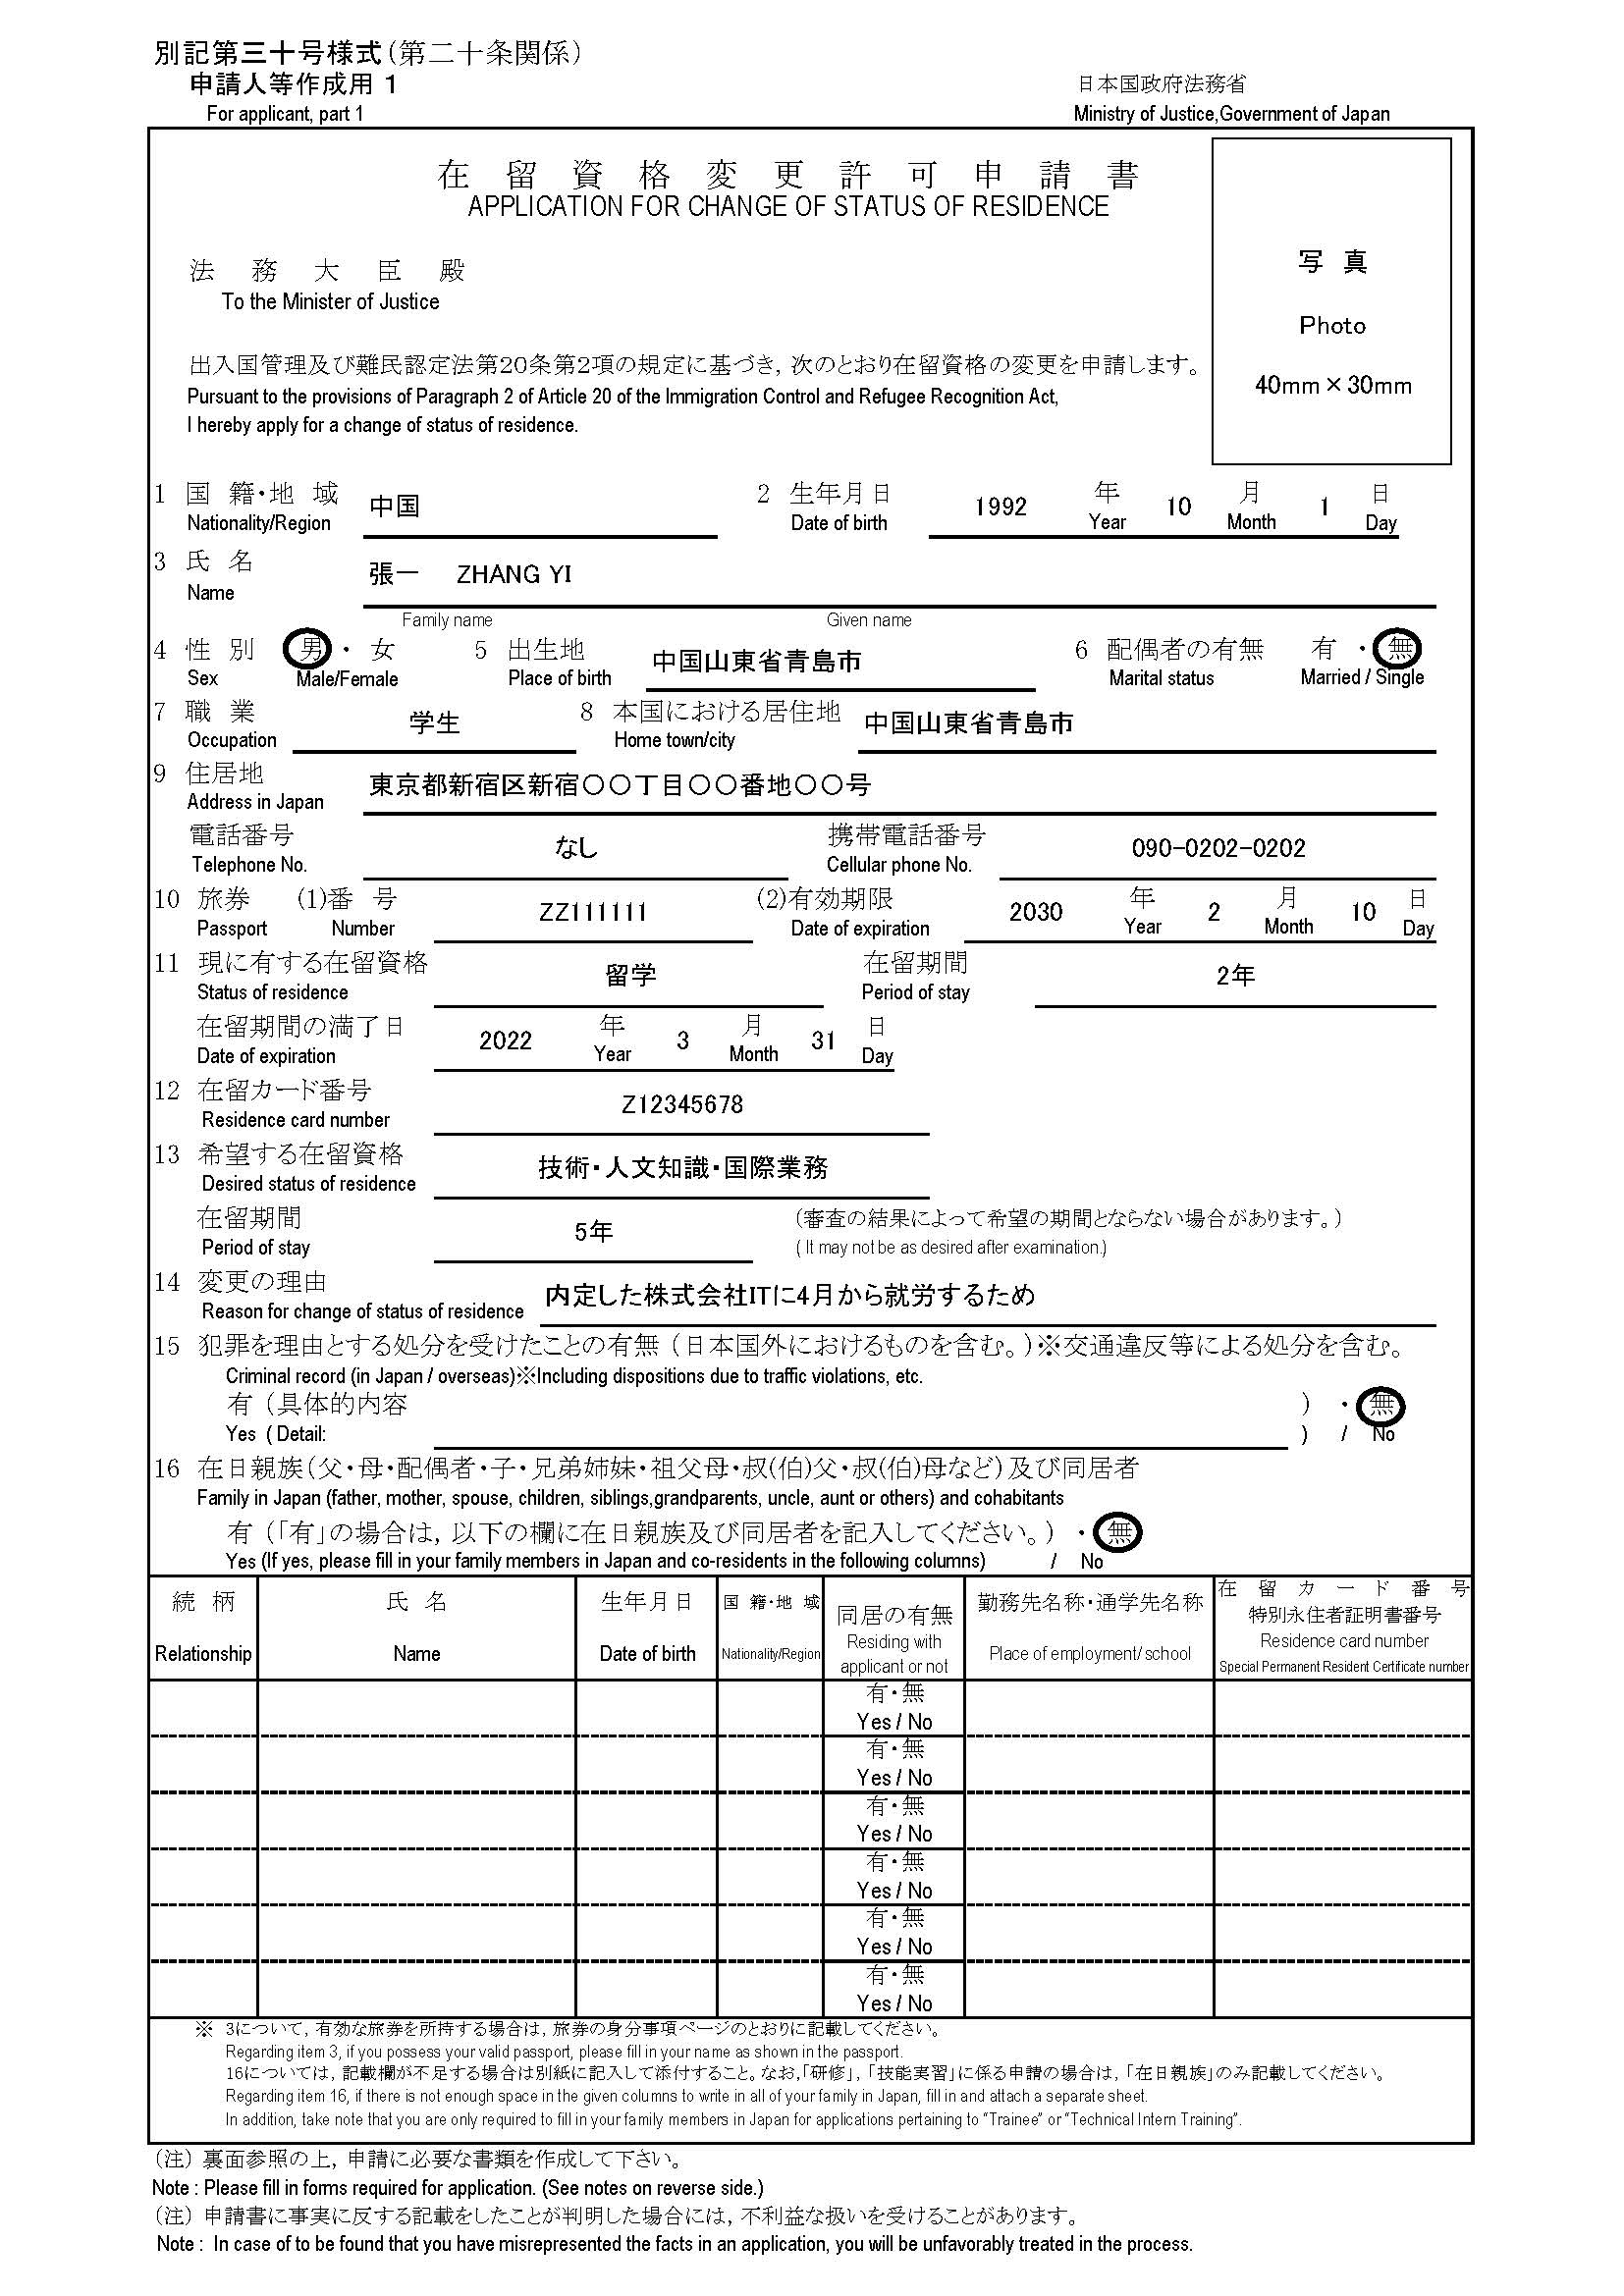 別記第三十号様式(第二十条関係)
申請人等作成用 1
日本国政府法務省
For applicant, part 1
Ministry of Justice,Government of Japan
在 留 資 格 変 更 許 可 申 請 書
APPLICATION FOR CHANGE OF STATUS OF RESIDENCE
写 真
Photo
40mm×30mm
法 務 大 臣 殿
To the Minister of Justice
出入国管理及び難民認定法第20条第2項の規定に基づき,次のとおり在留資格の変更を申請します。
Pursuant to the provisions of Paragraph 2 of Article 20 of the Immigration Control and Refugee Recognition Act,
I hereby apply for a change of status of residence.
1 国 籍・地 域 中国 2 生年月日 1992 年 10 月 1 日
Nationality/Region Date of birth Year Month Day
3 氏 名 張一 ZHANG YI
Name
Family name Given name
4 性 別 男 ・ 女 5 出生地 中国山東省青島市 6 配偶者の有無 有 ・ 無
Sex Male/Female Place of birth Marital status Married / Single
7 職 業 学生 8 本国における居住地 中国山東省青島市
Occupation Home town/city
9 住居地 東京都新宿区新宿○○丁目○○番地○○号
Address in Japan
電話番号 なし 携帯電話番号 090-0202-0202
Telephone No. Cellular phone No.
10 旅券 (1)番 号 ZZ111111 (2)有効期限 2030 年 2 月 10 日
Passport Number Date of expiration Year Month Day
11 現に有する在留資格 留学 在留期間 2年
Status of residence Period of stay
在留期間の満了日 2022 年 3 月 31 日
Date of expiration Year Month Day
12 在留カード番号 Z12345678
Residence card number
13 希望する在留資格 技術・人文知識・国際業務
Desired status of residence
在留期間 5年 (審査の結果によって希望の期間とならない場合があります。)
Period of stay ( It may not be as desired after examination.)
14 変更の理由 内定した株式会社ITに4月から就労するため
Reason for change of status of residence
15 犯罪を理由とする処分を受けたことの有無 (日本国外におけるものを含む。)※交通違反等による処分を含む。
Criminal record (in Japan / overseas)※Including dispositions due to traffic violations, etc.
有 (具体的内容 ) ・ 無
Yes ( Detail: ) / No
16 在日親族(父・母・配偶者・子・兄弟姉妹・祖父母・叔(伯)父・叔(伯)母など)及び同居者
Family in Japan (father, mother, spouse, children, siblings,grandparents, uncle, aunt or others) and cohabitants
有 (「有」の場合は,以下の欄に在日親族及び同居者を記入してください。) ・ 無
Yes (If yes, please fill in your family members in Japan and co-residents in the following columns) / No
続 柄 氏 名 生年月日 国 籍・地 域 同居の有無 勤務先名称・通学先名称 在 留 カ ー ド 番 号
特別永住者証明書番号
Relationship Name Date of birth Nationality/Region Residing with applicant or not Place of employment/ school Residence card number
Special Permanent Resident Certificate number
有・無
Yes / No
有・無
Yes / No
有・無
Yes / No
有・無
Yes / No
有・無
Yes / No
有・無
Yes / No
※ 3について,有効な旅券を所持する場合は,旅券の身分事項ページのとおりに記載してください。
Regarding item 3, if you possess your valid passport, please fill in your name as shown in the passport.
16については,記載欄が不足する場合は別紙に記入して添付すること。なお,「研修」,「技能実習」に係る申請の場合は,「在日親族」のみ記載してください。
Regarding item 16, if there is not enough space in the given columns to write in all of your family in Japan, fill in and attach a separate sheet.
In addition, take note that you are only required to fill in your family members in Japan for applications pertaining to “Trainee” or “Technical Intern Training”.
(注) 裏面参照の上,申請に必要な書類を作成して下さい。
Note : Please fill in forms required for application. (See notes on reverse side.)
(注) 申請書に事実に反する記載をしたことが判明した場合には,不利益な扱いを受けることがあります。
Note : In case of to be found that you have misrepresented the facts in an application, you will be unfavorably treated in the process.